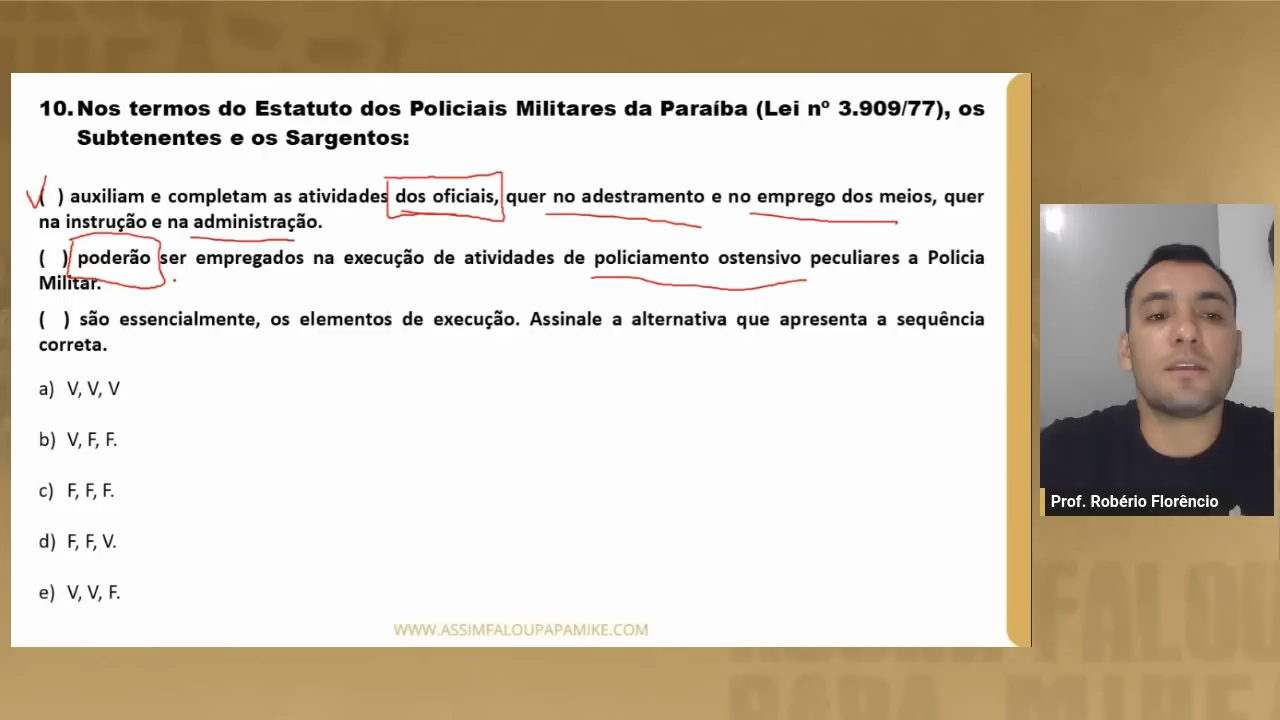 10. Nos termos do Estatuto dos Policiais Militares da Paraíba (Lei nº 3.909/77), os
Subtenentes e os Sargentos:
V( ) auxiliam e completam as atividades dos oficiais, quer no adestramento e no emprego dos meios, quer
na instrução e na administração.
( ) poderão ser empregados na execução de atividades de policiamento ostensivo peculiares a Policia
Militar.
( ) são essencialmente, os elementos de execução. Assinale a alternativa que apresenta a sequência
correta.
a) V, V, V
b) V, F, F.
c) F, F, F.
d) F, F, V.
e) V, V, F.
WWW.ASSIMFALOUPAPAMIKE.COM
Prof. Robério Florêncio